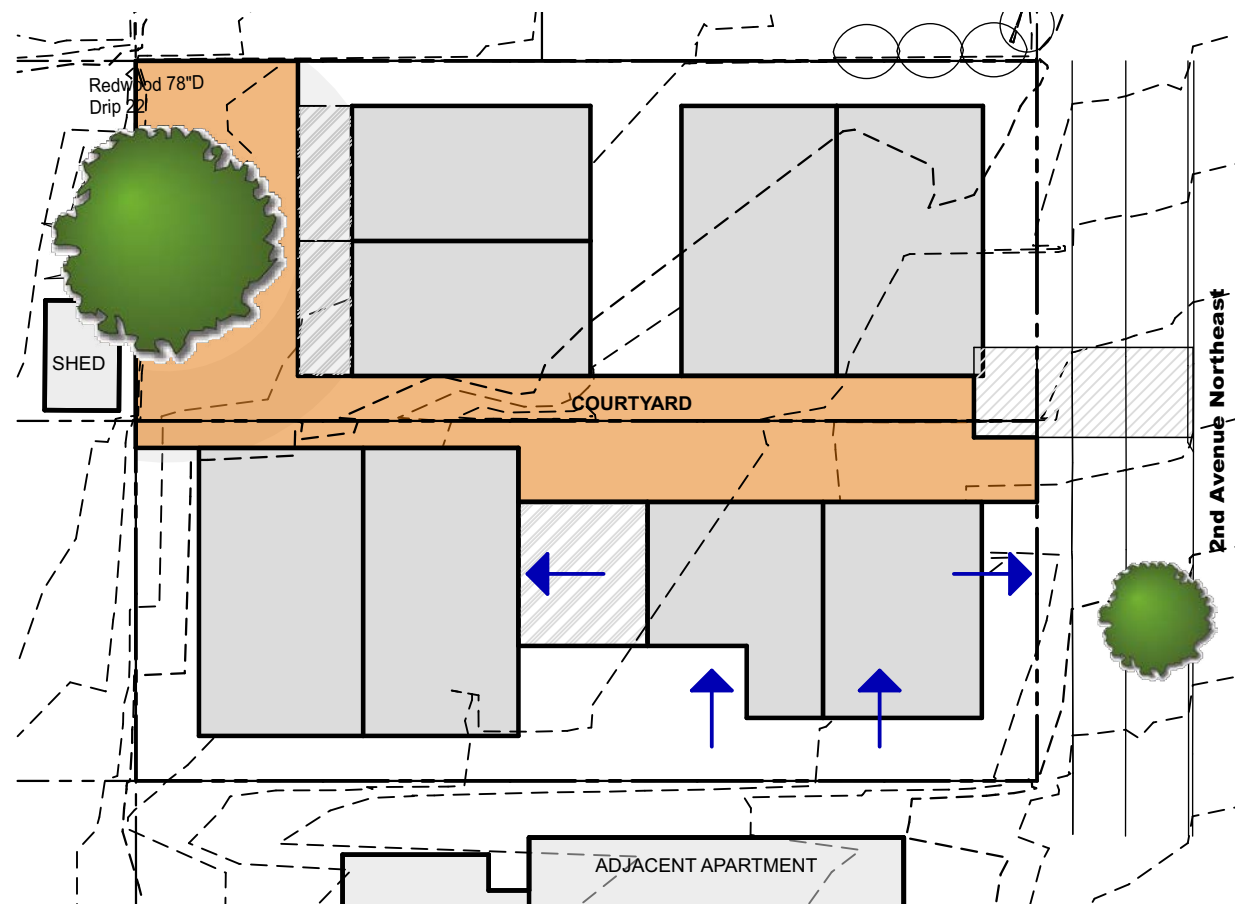 Redwood 78"D
Drip 22'
SHED
COURTYARD
2nd Avenue Northeast
ADJACENT APARTMENT